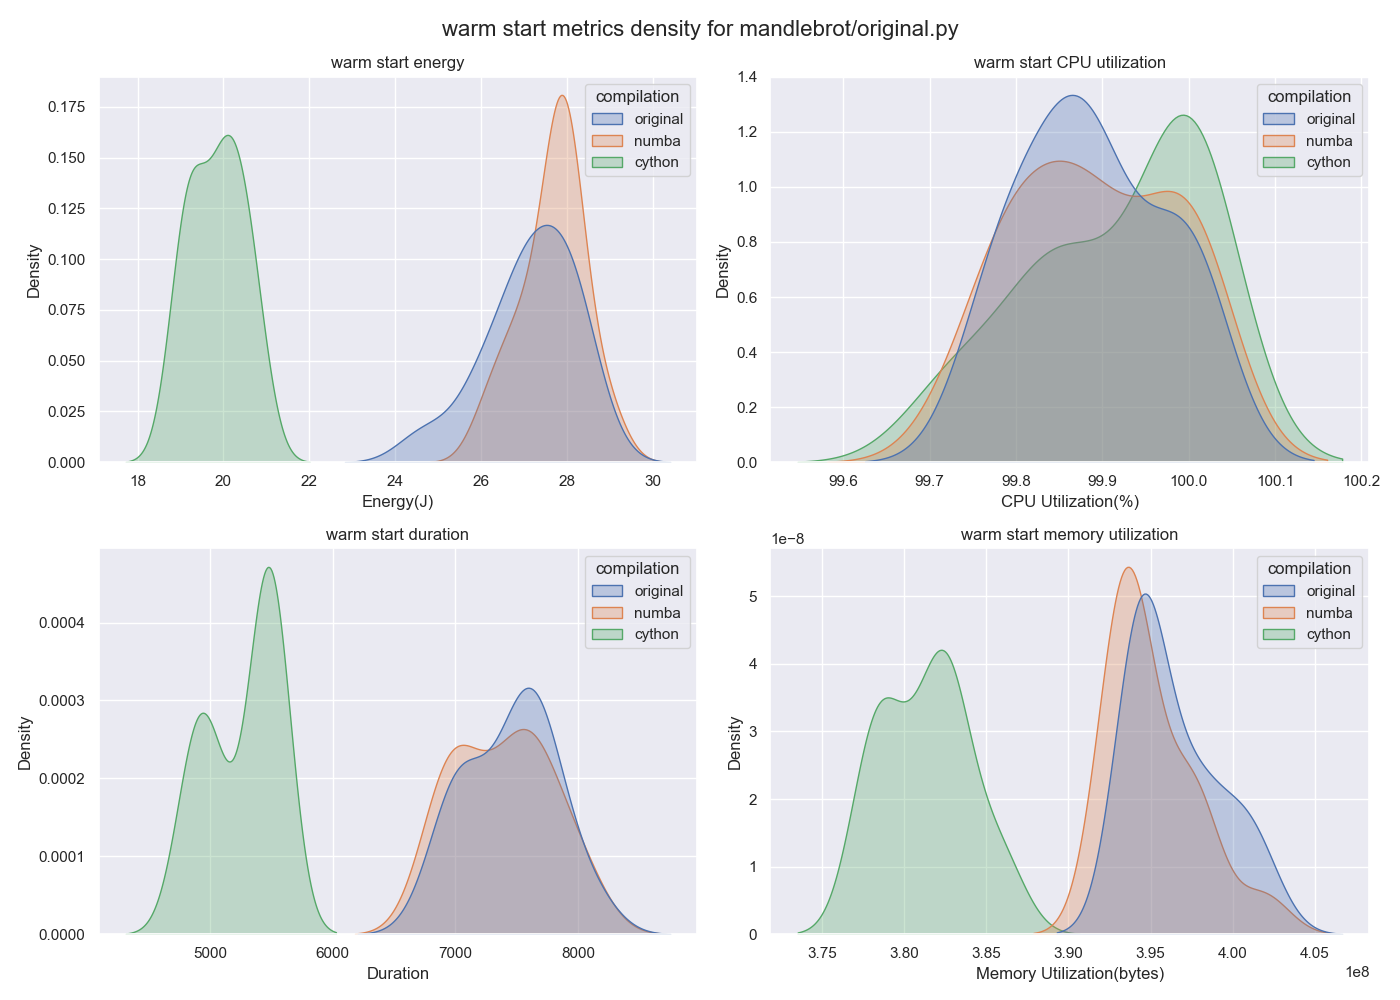 warm start metrics density for mandlebrot/original.py
warm start energy
compilation
original
numba
cython
0.175
0.150
0.125
0.100
0.075
0.050
0.025
0.000
Density
18 20 22 24 26 28 30
Energy(J)
warm start CPU utilization
compilation
original
numba
cython
1.4
1.2
1.0
0.8
0.6
0.4
0.2
0.0
Density
99.6 99.7 99.8 99.9 100.0 100.1 100.2
CPU Utilization(%)
warm start duration
compilation
original
numba
cython
0.0004
0.0003
0.0002
0.0001
0.0000
Density
5000 6000 7000 8000
Duration
warm start memory utilization
1e−8
compilation
original
numba
cython
5
4
3
2
1
0
Density
3.75 3.80 3.85 3.90 3.95 4.00 4.05
1e8
Memory Utilization(bytes)